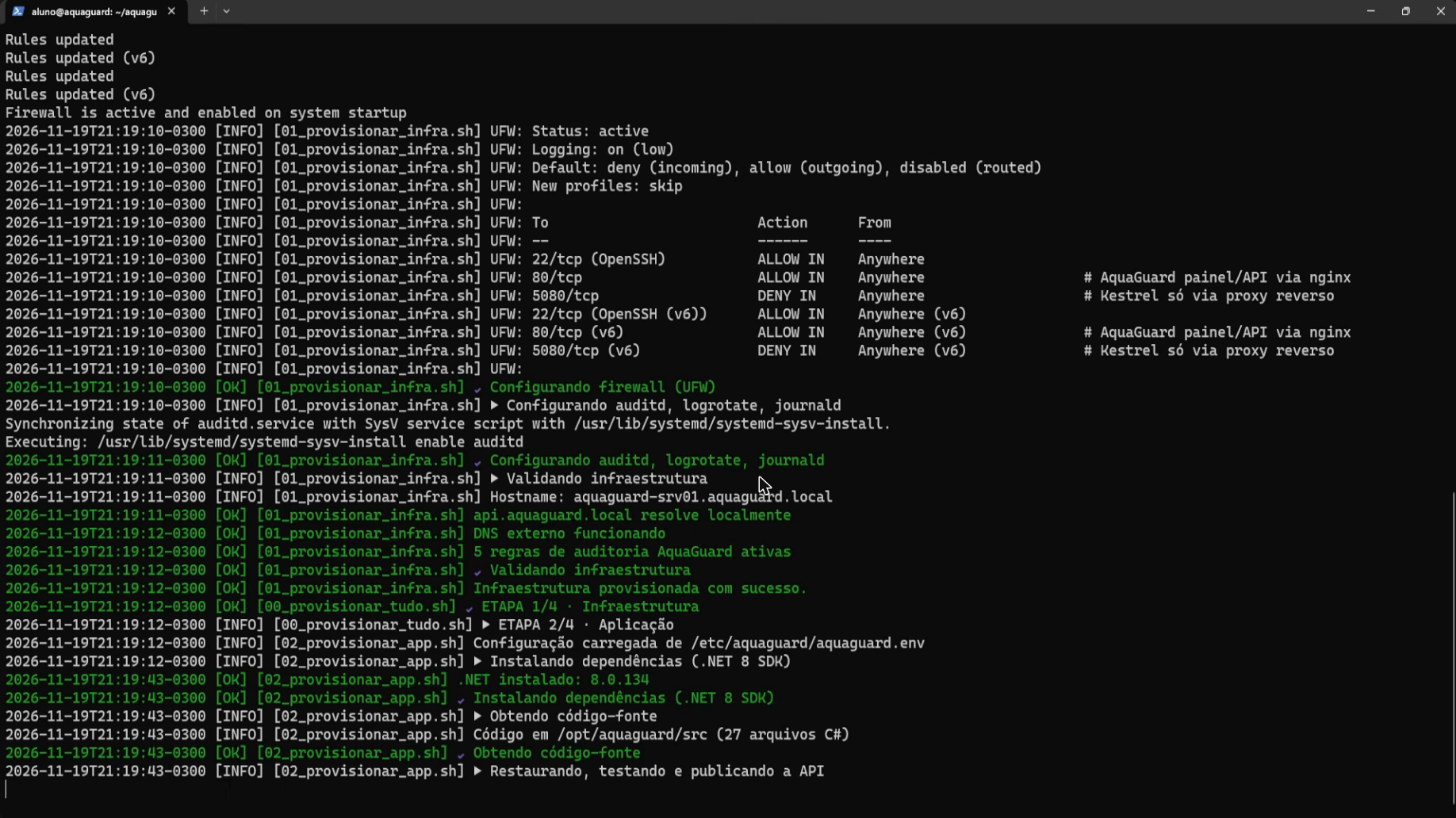 aluno@aquaguard: ~/aquagu
Rules updated
Rules updated (v6)
Rules updated
Rules updated (v6)
Firewall is active and enabled on system startup
2026-11-19T21:19:10-0300 [INFO] [01_provisionar_infra.sh] UFW: Status: active
2026-11-19T21:19:10-0300 [INFO] [01_provisionar_infra.sh] UFW: Logging: on (low)
2026-11-19T21:19:10-0300 [INFO] [01_provisionar_infra.sh] UFW: Default: deny (incoming), allow (outgoing), disabled (routed)
2026-11-19T21:19:10-0300 [INFO] [01_provisionar_infra.sh] UFW: New profiles: skip
2026-11-19T21:19:10-0300 [INFO] [01_provisionar_infra.sh] UFW:
2026-11-19T21:19:10-0300 [INFO] [01_provisionar_infra.sh] UFW: To                         Action      From
2026-11-19T21:19:10-0300 [INFO] [01_provisionar_infra.sh] UFW: --                         ------      ----
2026-11-19T21:19:10-0300 [INFO] [01_provisionar_infra.sh] UFW: 22/tcp (OpenSSH)           ALLOW IN    Anywhere
2026-11-19T21:19:10-0300 [INFO] [01_provisionar_infra.sh] UFW: 80/tcp                     ALLOW IN    Anywhere                   # AquaGuard painel/API via nginx
2026-11-19T21:19:10-0300 [INFO] [01_provisionar_infra.sh] UFW: 5080/tcp                   DENY IN     Anywhere                   # Kestrel só via proxy reverso
2026-11-19T21:19:10-0300 [INFO] [01_provisionar_infra.sh] UFW: 22/tcp (OpenSSH (v6))      ALLOW IN    Anywhere (v6)
2026-11-19T21:19:10-0300 [INFO] [01_provisionar_infra.sh] UFW: 80/tcp (v6)                ALLOW IN    Anywhere (v6)              # AquaGuard painel/API via nginx
2026-11-19T21:19:10-0300 [INFO] [01_provisionar_infra.sh] UFW: 5080/tcp (v6)              DENY IN     Anywhere (v6)              # Kestrel só via proxy reverso
2026-11-19T21:19:10-0300 [INFO] [01_provisionar_infra.sh] UFW:
2026-11-19T21:19:10-0300 [OK] [01_provisionar_infra.sh] ✓ Configurando firewall (UFW)
2026-11-19T21:19:10-0300 [INFO] [01_provisionar_infra.sh] ▶ Configurando auditd, logrotate, journald
Synchronizing state of auditd.service with SysV service script with /usr/lib/systemd/systemd-sysv-install.
Executing: /usr/lib/systemd/systemd-sysv-install enable auditd
2026-11-19T21:19:11-0300 [OK] [01_provisionar_infra.sh] ✓ Configurando auditd, logrotate, journald
2026-11-19T21:19:11-0300 [INFO] [01_provisionar_infra.sh] ▶ Validando infraestrutura
2026-11-19T21:19:11-0300 [INFO] [01_provisionar_infra.sh] Hostname: aquaguard-srv01.aquaguard.local
2026-11-19T21:19:11-0300 [OK] [01_provisionar_infra.sh] api.aquaguard.local resolve localmente
2026-11-19T21:19:12-0300 [OK] [01_provisionar_infra.sh] DNS externo funcionando
2026-11-19T21:19:12-0300 [OK] [01_provisionar_infra.sh] 5 regras de auditoria AquaGuard ativas
2026-11-19T21:19:12-0300 [OK] [01_provisionar_infra.sh] ✓ Validando infraestrutura
2026-11-19T21:19:12-0300 [OK] [01_provisionar_infra.sh] Infraestrutura provisionada com sucesso.
2026-11-19T21:19:12-0300 [OK] [00_provisionar_tudo.sh] ✓ ETAPA 1/4 · Infraestrutura
2026-11-19T21:19:12-0300 [INFO] [00_provisionar_tudo.sh] ▶ ETAPA 2/4 · Aplicação
2026-11-19T21:19:12-0300 [INFO] [02_provisionar_app.sh] Configuração carregada de /etc/aquaguard/aquaguard.env
2026-11-19T21:19:12-0300 [INFO] [02_provisionar_app.sh] ▶ Instalando dependências (.NET 8 SDK)
2026-11-19T21:19:43-0300 [OK] [02_provisionar_app.sh] .NET instalado: 8.0.134
2026-11-19T21:19:43-0300 [OK] [02_provisionar_app.sh] ✓ Instalando dependências (.NET 8 SDK)
2026-11-19T21:19:43-0300 [INFO] [02_provisionar_app.sh] ▶ Obtendo código-fonte
2026-11-19T21:19:43-0300 [INFO] [02_provisionar_app.sh] Código em /opt/aquaguard/src (27 arquivos C#)
2026-11-19T21:19:43-0300 [OK] [02_provisionar_app.sh] ✓ Obtendo código-fonte
2026-11-19T21:19:43-0300 [INFO] [02_provisionar_app.sh] ▶ Restaurando, testando e publicando a API